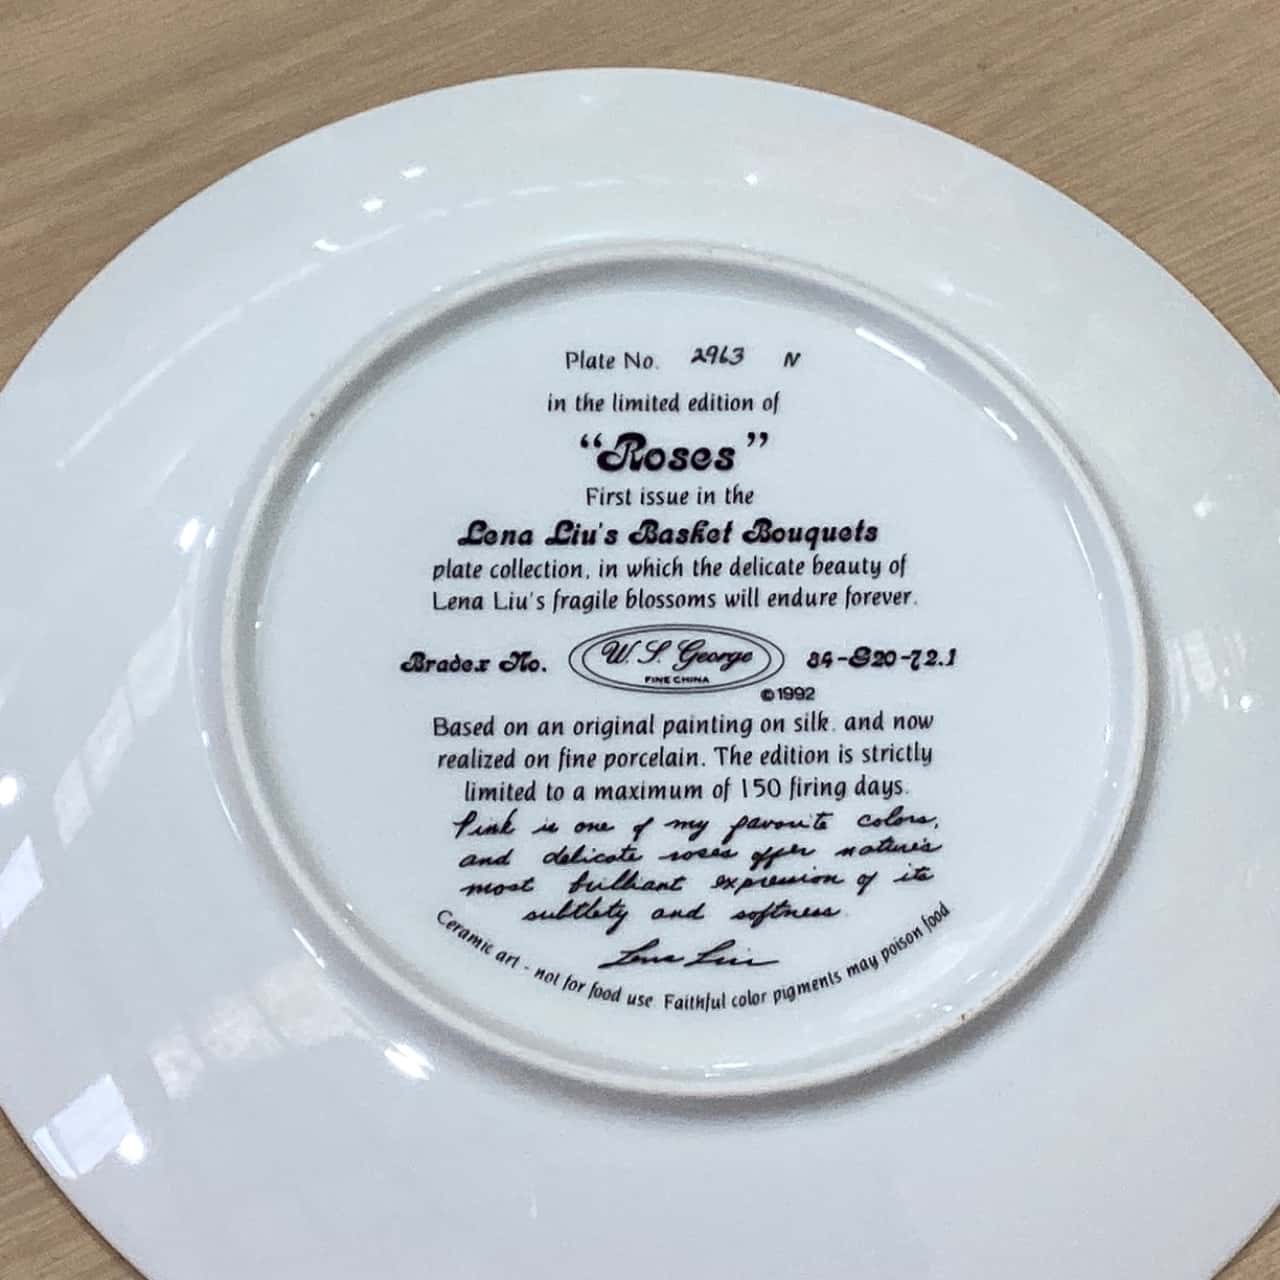 Plate No. 2963 N
in the limited edition of
“Roses”
First issue in the
Lena Liu's Basket Bouquets
plate collection, in which the delicate beauty of
Lena Liu's fragile blossoms will endure forever.
Bradex No. W. S. George 84-G20-72.1
FINE CHINA
©1992
Based on an original painting on silk, and now
realized on fine porcelain. The edition is strictly
limited to a maximum of 150 firing days.
Pink is one of my favorite colors,
and delicate roses offer nature's
most brilliant expression of its
subtlety and softness.
Lena Liu
Ceramic art - not for food use. Faithful color pigments may poison food